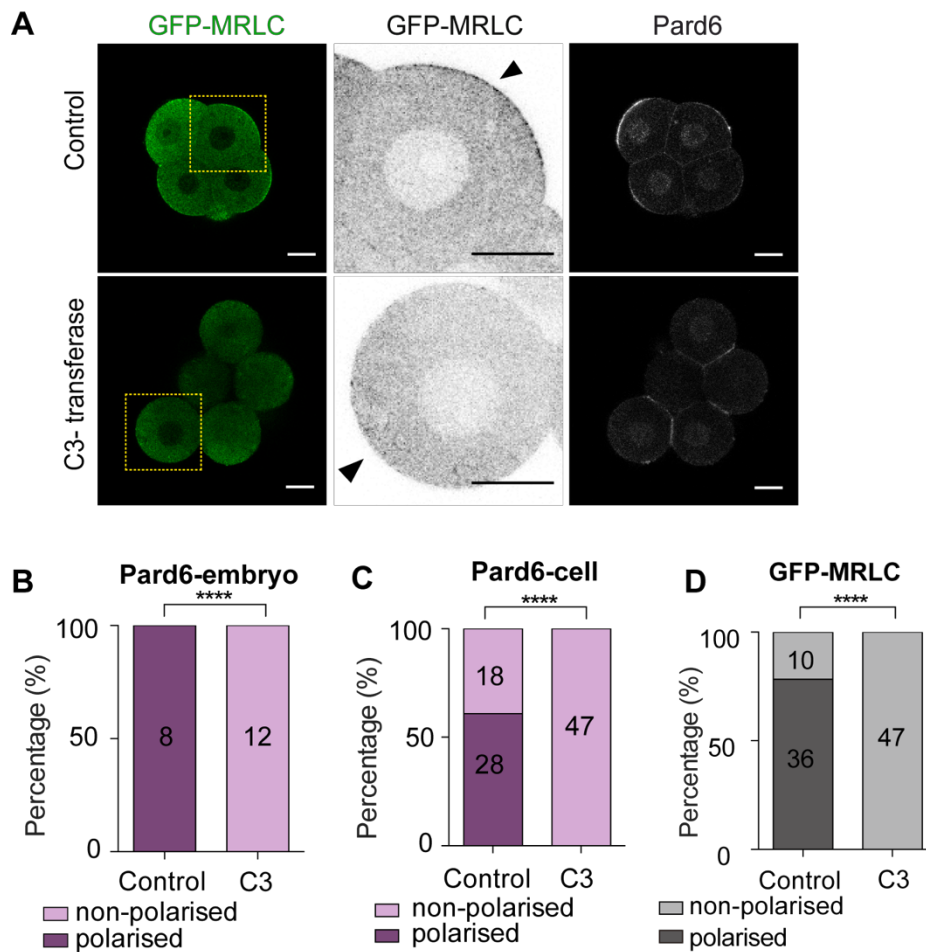 A
GFP-MRLC GFP-MRLC Pard6
Control
C3- transferase
B
Pard6-embryo
****
Percentage (%)
100
50
0
8
12
Control C3
non-polarised
polarised
C
Pard6-cell
****
Percentage (%)
100
50
0
18
28
47
Control C3
non-polarised
polarised
D
GFP-MRLC
****
Percentage (%)
100
50
0
10
36
47
Control C3
non-polarised
polarised